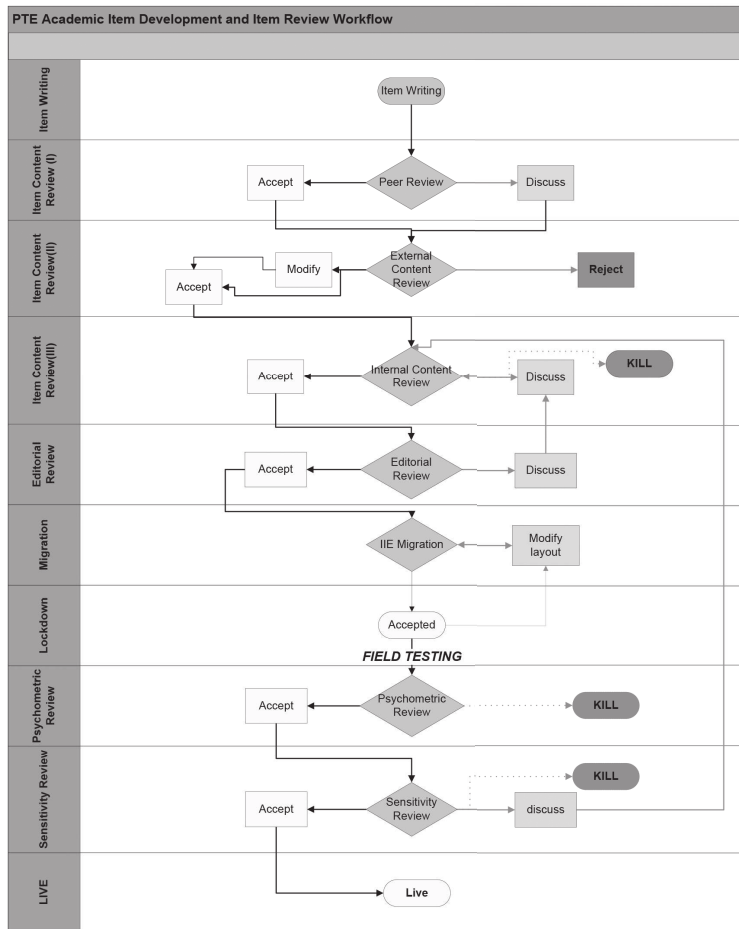 PTE Academic Item Development and Item Review Workflow
Item Writing
Item Writing
Item Content
Review (I)
Accept
Peer Review
Discuss
Item Content
Review(II)
Accept
Modify
External
Content
Review
Reject
Item Content
Review(III)
Accept
Internal Content
Review
Discuss
KILL
Editorial
Review
Accept
Editorial
Review
Discuss
Migration
IIE Migration
Modify
layout
Lockdown
Accepted
FIELD TESTING
Psychometric
Review
Accept
Psychometric
Review
KILL
Sensitivity Review
Accept
Sensitivity
Review
KILL
discuss
LIVE
Live